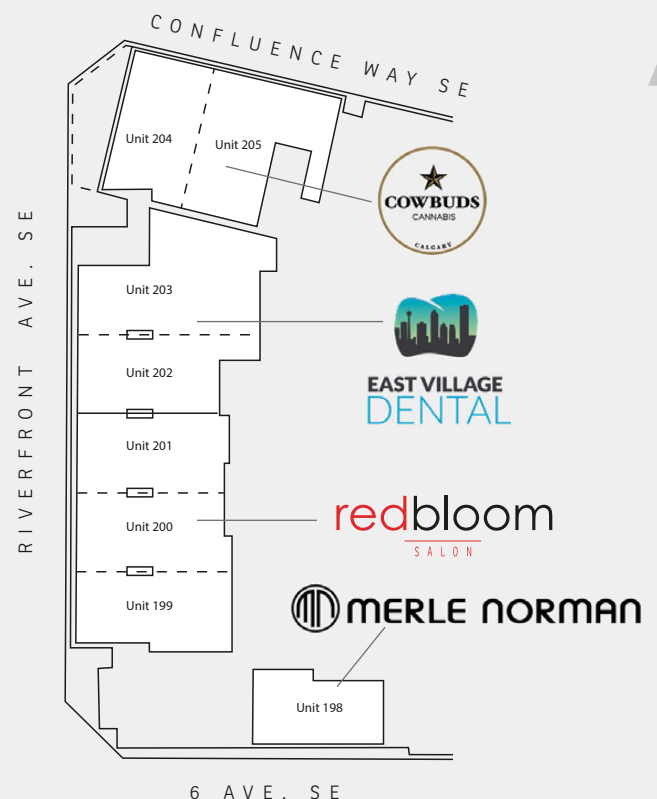 CONFLUENCE WAY SE
Unit 204
Unit 205
COWBUDS
CANNABIS
CALGARY
RIVERFRONT AVE. SE
Unit 203
EAST VILLAGE
DENTAL
Unit 202
Unit 201
redbloom
SALON
Unit 200
MERLE NORMAN
Unit 199
Unit 198
6 AVE. SE